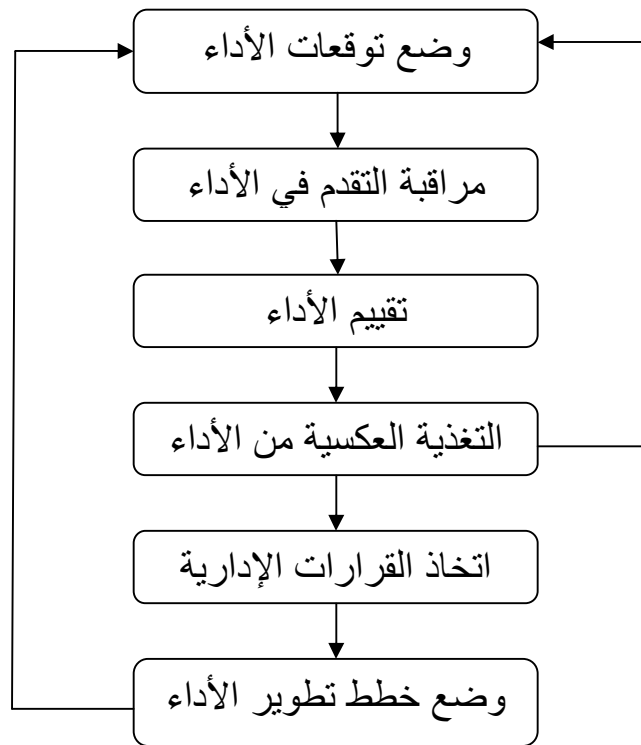 وضع توقعات الأداء
مراقبة التقدم في الأداء
تقييم الأداء
التغذية العكسية من الأداء
اتخاذ القرارات الإدارية
وضع خطط تطوير الأداء